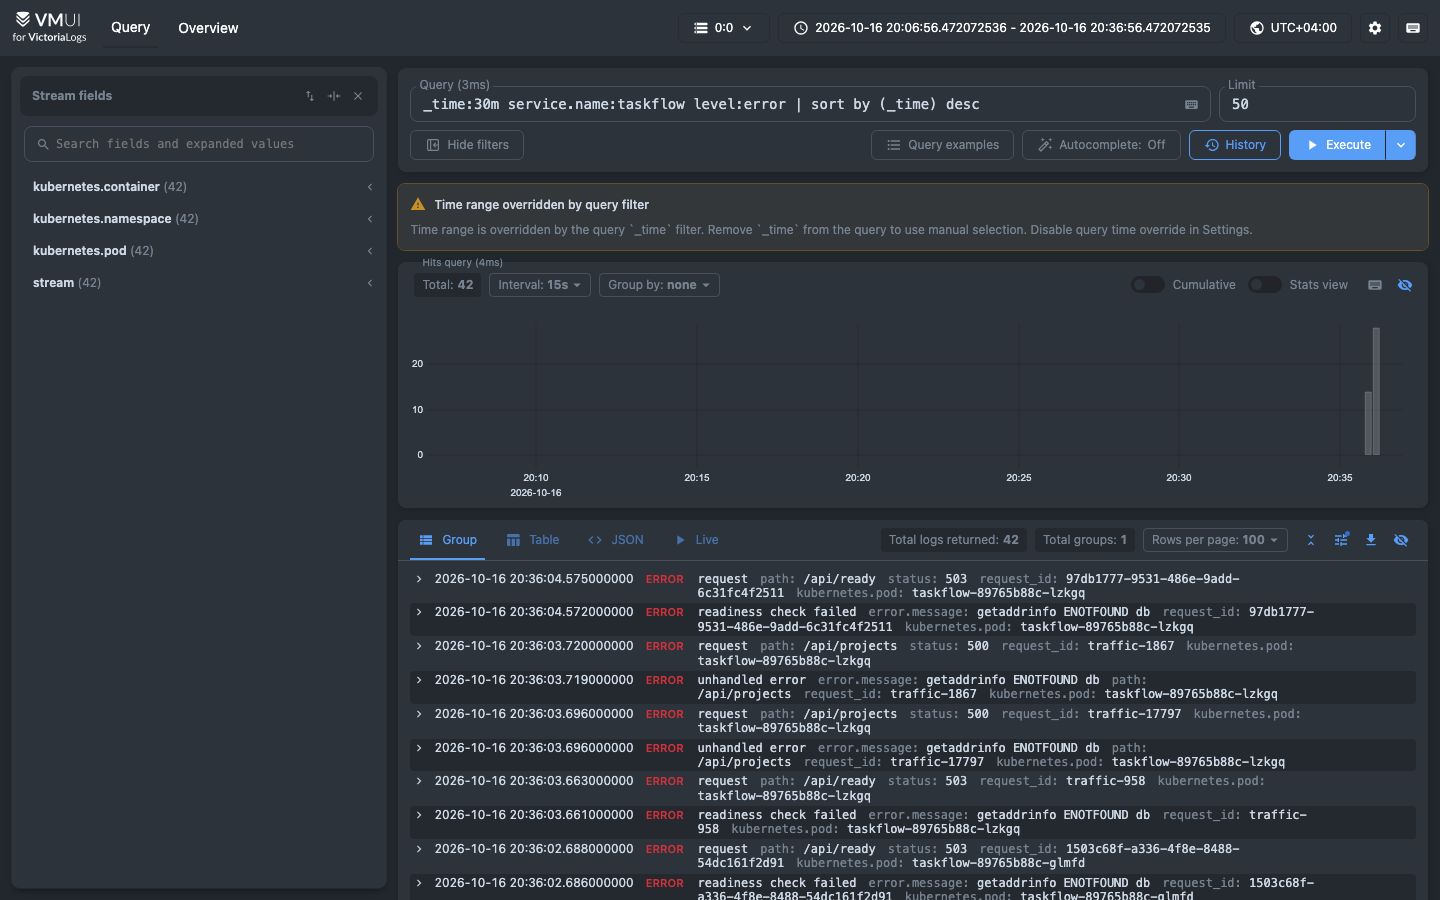 VMUI
for VictoriaLogs
Query
Overview
0:0
2026-10-16 20:06:56.472072536 - 2026-10-16 20:36:56.472072535
UTC+04:00
Stream fields
Search fields and expanded values
kubernetes.container (42)
kubernetes.namespace (42)
kubernetes.pod (42)
stream (42)
Query (3ms)
_time:30m service.name:taskflow level:error | sort by (_time) desc
Limit
50
Hide filters
Query examples
Autocomplete: Off
History
Execute
Time range overridden by query filter
Time range is overridden by the query `_time` filter. Remove `_time` from the query to use manual selection. Disable query time override in Settings.
Hits query (4ms)
Total: 42
Interval: 15s
Group by: none
Cumulative
Stats view
20
10
0
20:10
2026-10-16
20:15
20:20
20:25
20:30
20:35
Group
Table
JSON
Live
Total logs returned: 42
Total groups: 1
Rows per page: 100
2026-10-16 20:36:04.575000000 ERROR request path: /api/ready status: 503 request_id: 97db1777-9531-486e-9add-
6c31fc4f2511 kubernetes.pod: taskflow-89765b88c-lzkgq
2026-10-16 20:36:04.572000000 ERROR readiness check failed error.message: getaddrinfo ENOTFOUND db request_id: 97db1777-
9531-486e-9add-6c31fc4f2511 kubernetes.pod: taskflow-89765b88c-lzkgq
2026-10-16 20:36:03.720000000 ERROR request path: /api/projects status: 500 request_id: traffic-1867 kubernetes.pod:
taskflow-89765b88c-lzkgq
2026-10-16 20:36:03.719000000 ERROR unhandled error error.message: getaddrinfo ENOTFOUND db path:
/api/projects request_id: traffic-1867 kubernetes.pod: taskflow-89765b88c-lzkgq
2026-10-16 20:36:03.696000000 ERROR request path: /api/projects status: 500 request_id: traffic-17797 kubernetes.pod:
taskflow-89765b88c-lzkgq
2026-10-16 20:36:03.696000000 ERROR unhandled error error.message: getaddrinfo ENOTFOUND db path:
/api/projects request_id: traffic-17797 kubernetes.pod: taskflow-89765b88c-lzkgq
2026-10-16 20:36:03.663000000 ERROR request path: /api/ready status: 503 request_id: traffic-958 kubernetes.pod:
taskflow-89765b88c-lzkgq
2026-10-16 20:36:03.661000000 ERROR readiness check failed error.message: getaddrinfo ENOTFOUND db request_id: traffic-
958 kubernetes.pod: taskflow-89765b88c-lzkgq
2026-10-16 20:36:02.688000000 ERROR request path: /api/ready status: 503 request_id: 1503c68f-a336-4f8e-8488-
54dc161f2d91 kubernetes.pod: taskflow-89765b88c-glmfd
2026-10-16 20:36:02.686000000 ERROR readiness check failed error.message: getaddrinfo ENOTFOUND db request_id: 1503c68f-
a336-4f8e-8488-54dc161f2d91 kubernetes.pod: taskflow-89765b88c-glmfd